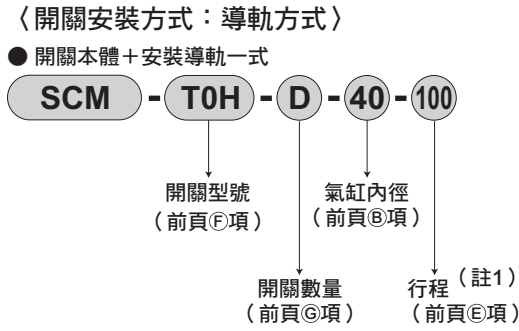 〈開關安裝方式：導軌方式〉
● 開關本體＋安裝導軌一式
SCM - T0H - D - 40 - 100
開關型號
（前頁Ⓕ項）
氣缸內徑
（前頁Ⓑ項）
開關數量
（前頁Ⓖ項）
行程（註1）
（前頁Ⓔ項）